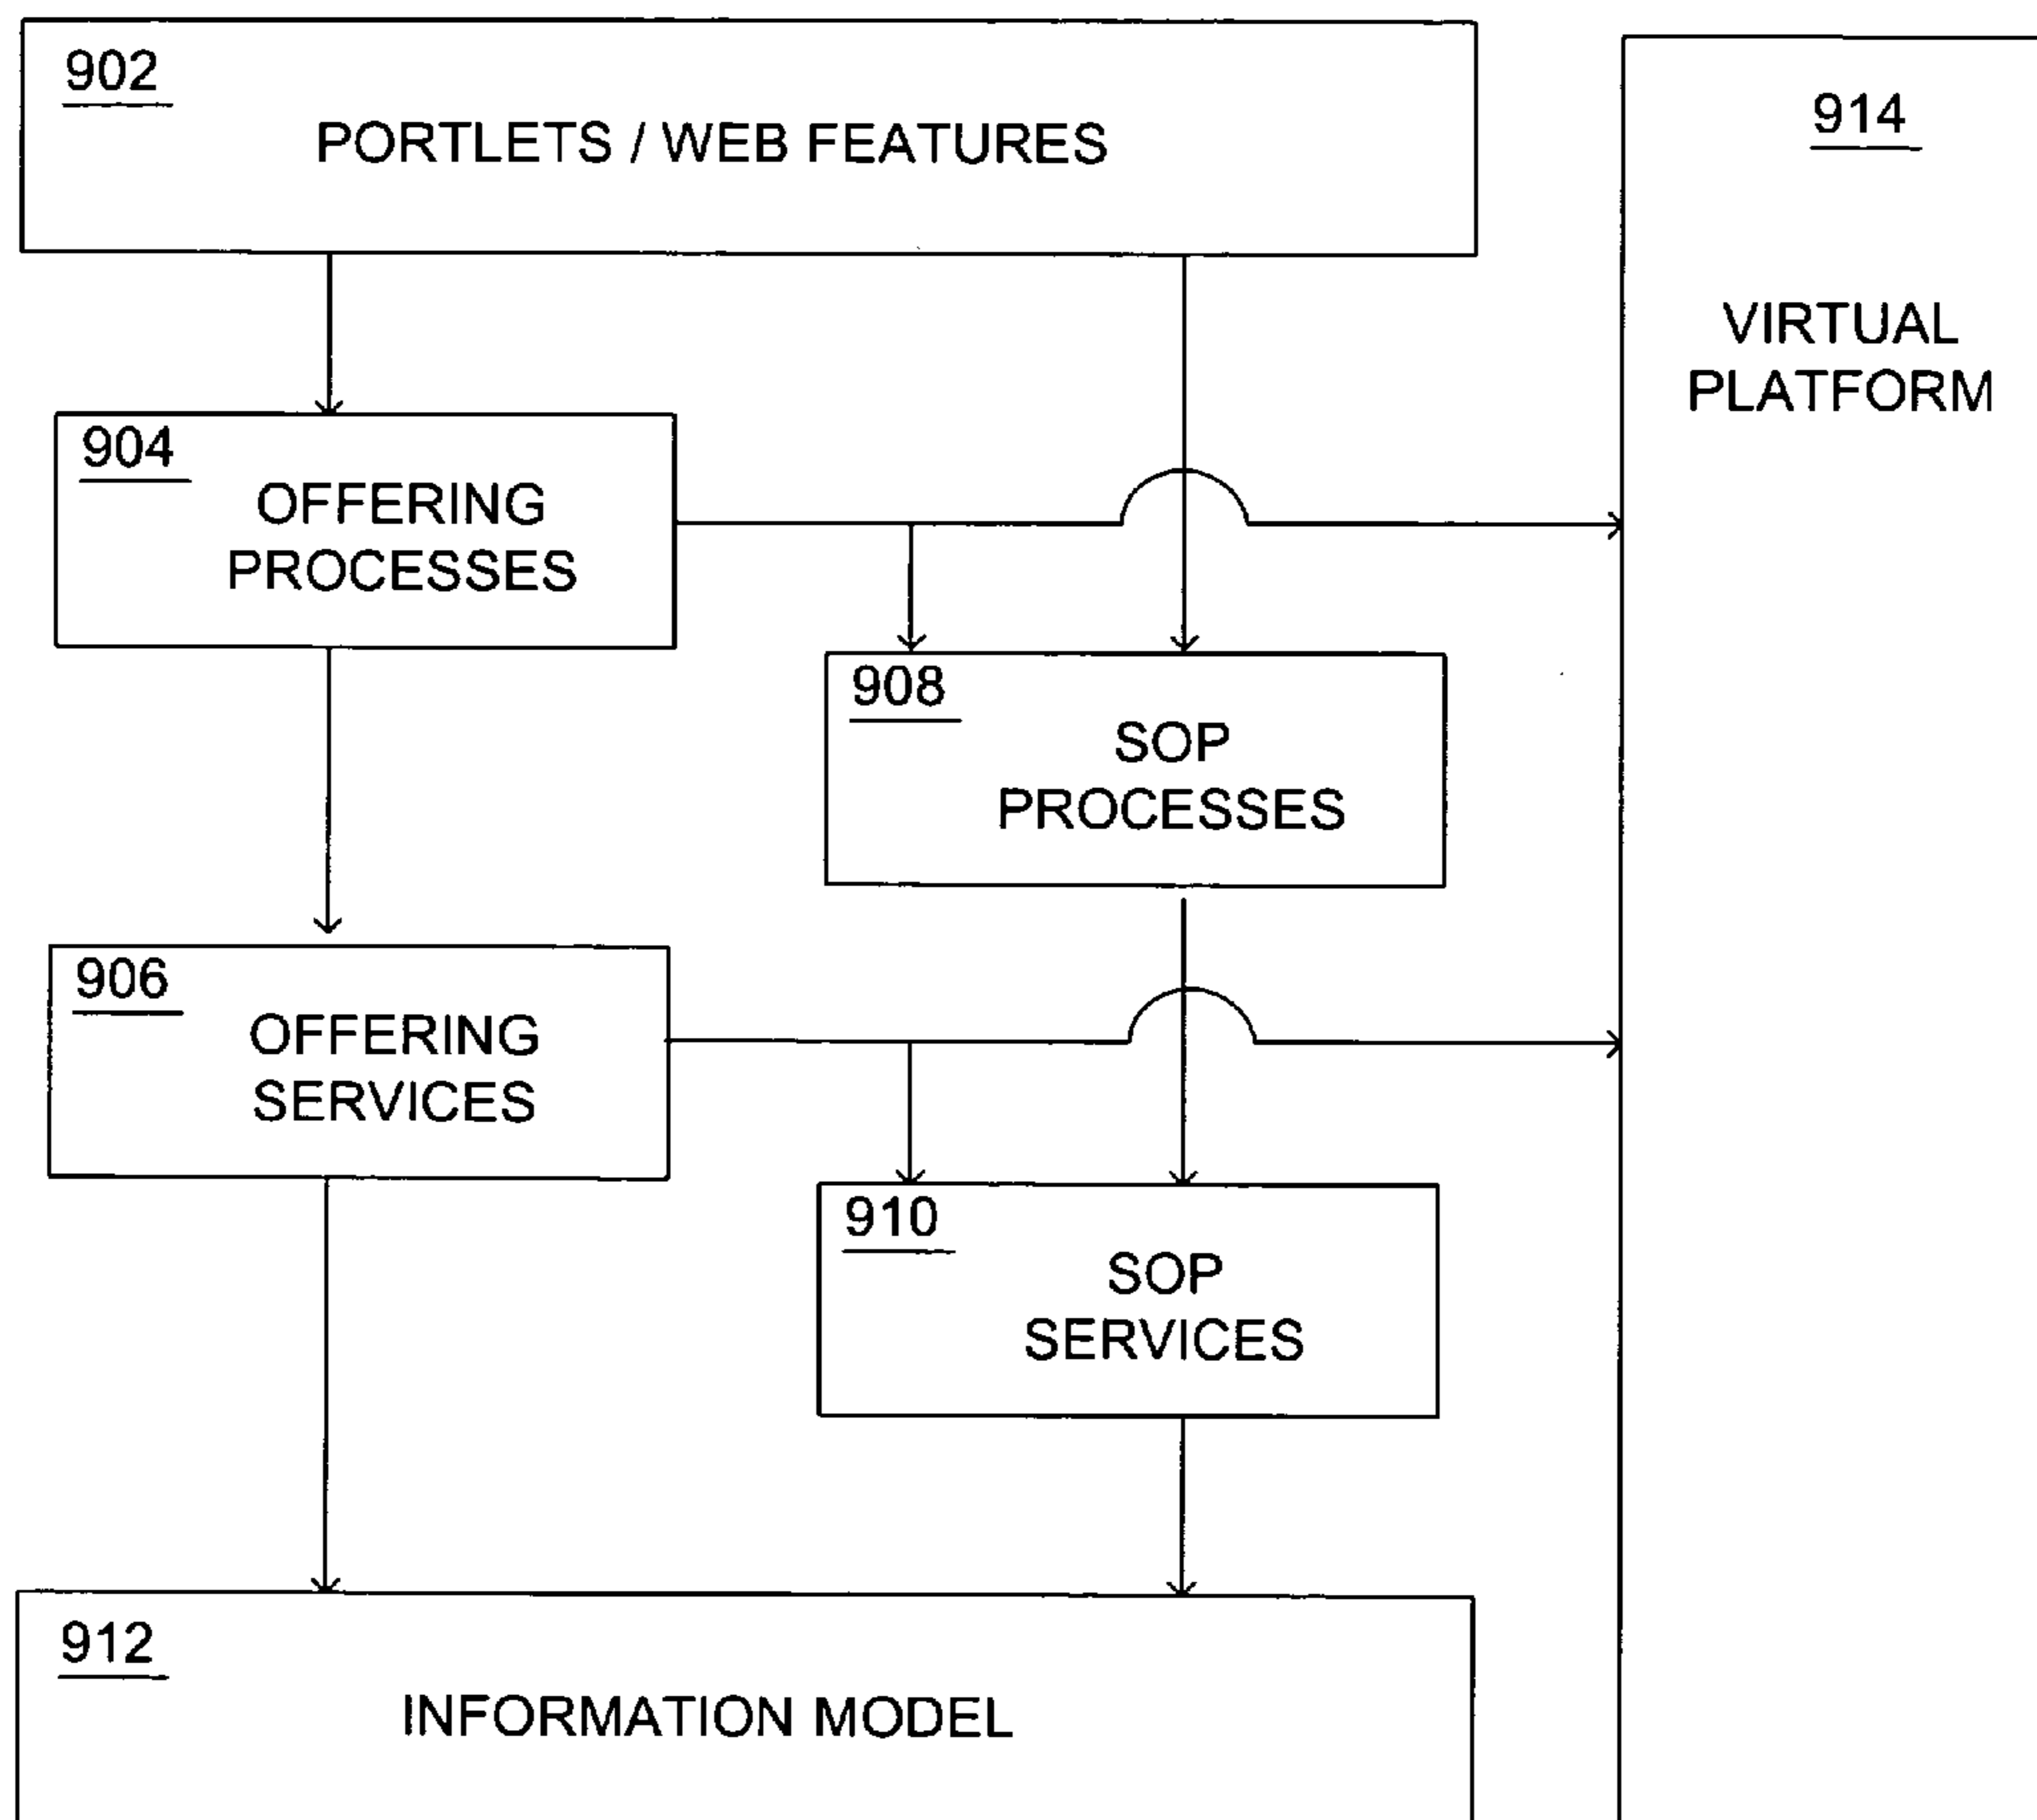 902
PORTLETS / WEB FEATURES
914
VIRTUAL
PLATFORM
904
OFFERING
PROCESSES
908
SOP
PROCESSES
906
OFFERING
SERVICES
910
SOP
SERVICES
912
INFORMATION MODEL